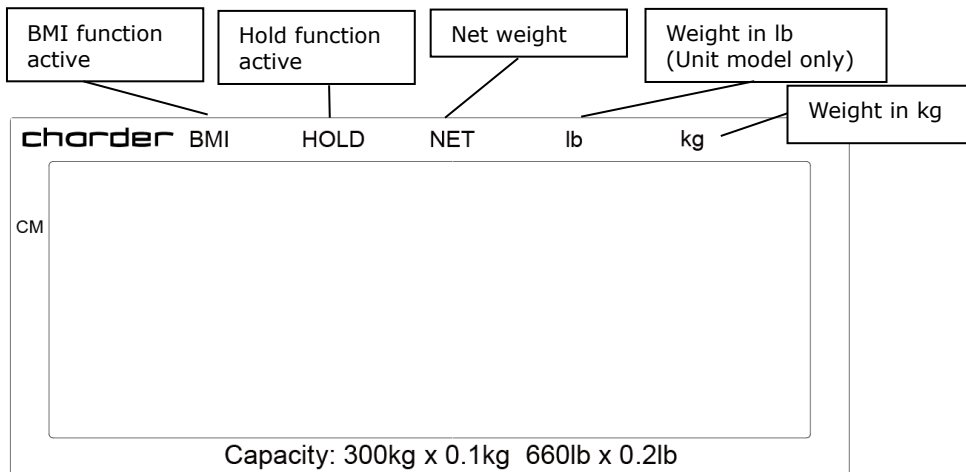 BMI function
active
Hold function
active
Net weight
Weight in lb
(Unit model only)
Weight in kg
charder BMI HOLD NET lb kg
CM
Capacity: 300kg x 0.1kg 660lb x 0.2lb